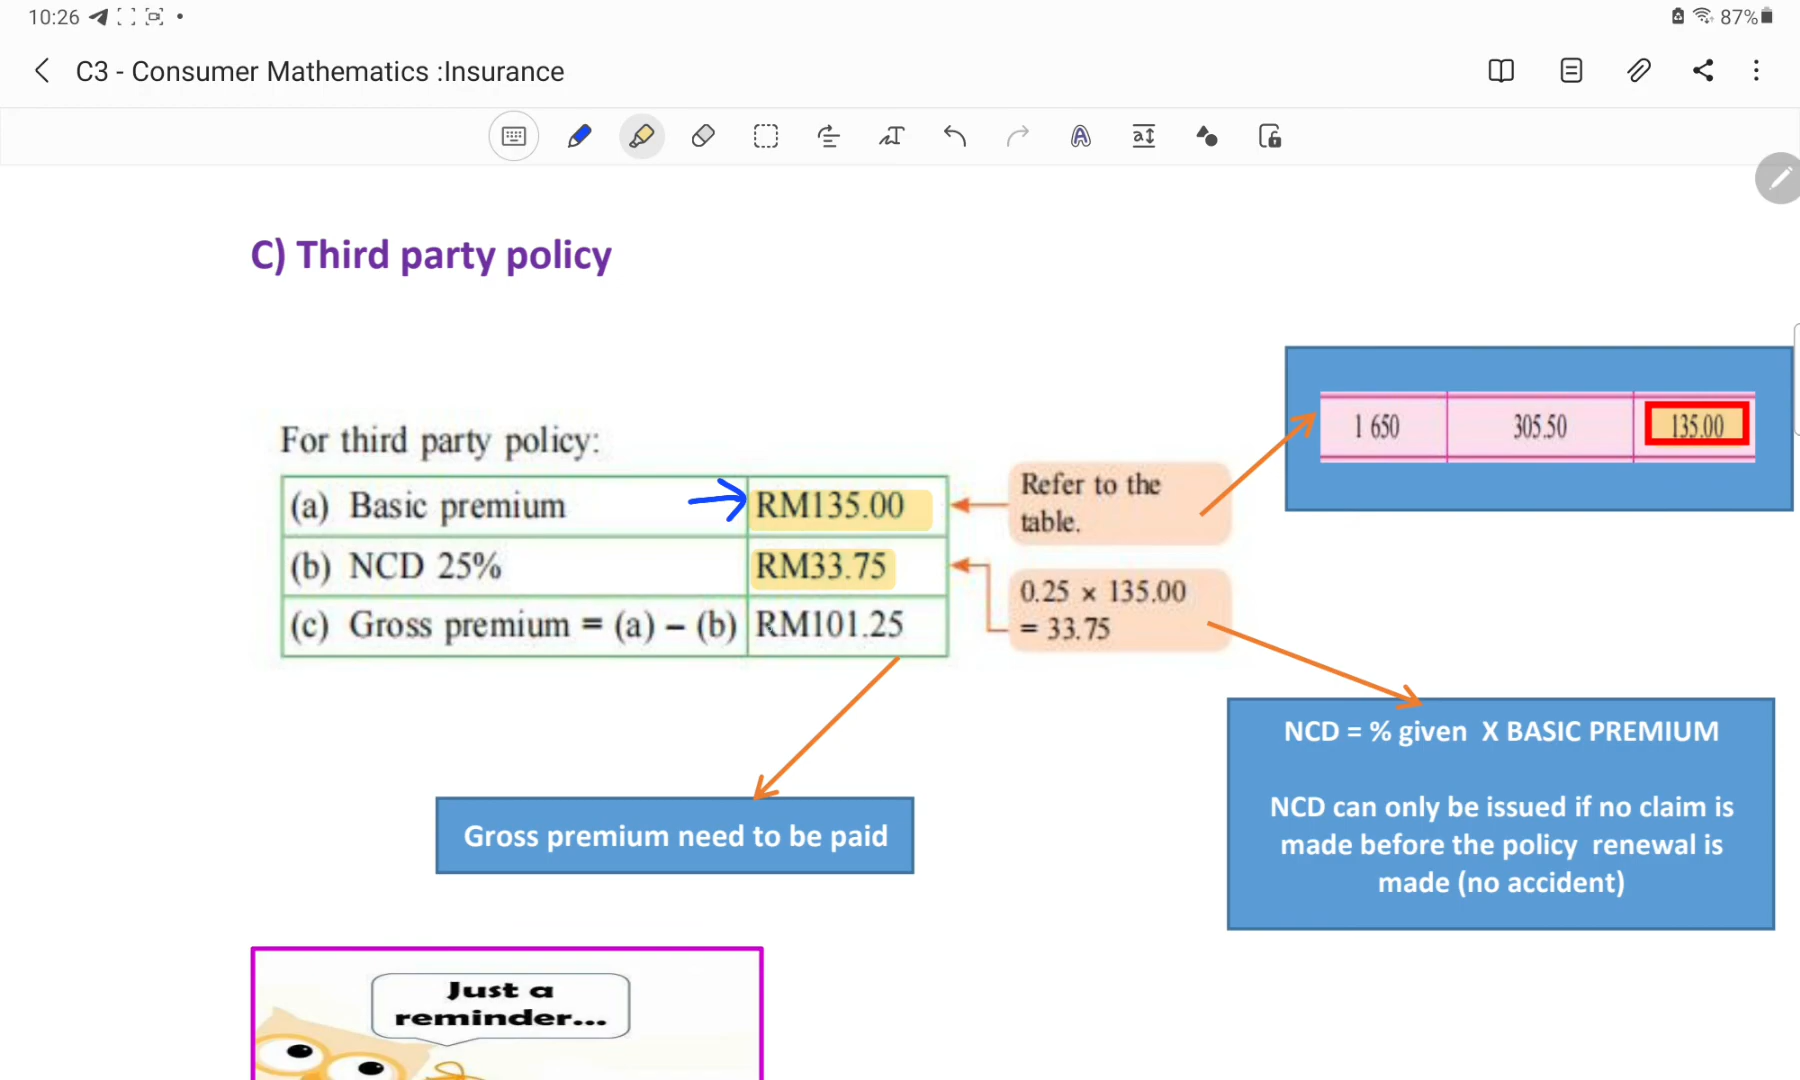 10:26
87%
C3 - Consumer Mathematics :Insurance
C) Third party policy
1 650 305.50 135.00
For third party policy:
(a) Basic premium RM135.00
(b) NCD 25% RM33.75
(c) Gross premium = (a) – (b) RM101.25
Refer to the
table.
0.25 × 135.00
= 33.75
NCD = % given X BASIC PREMIUM
NCD can only be issued if no claim is
made before the policy renewal is
made (no accident)
Gross premium need to be paid
Just a
reminder...